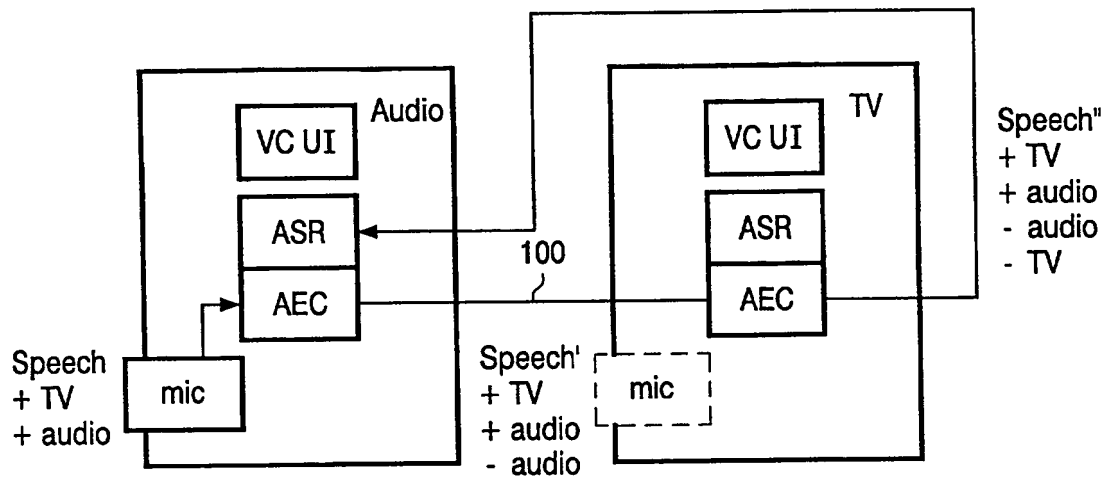 Audio
VC UI
ASR
AEC
mic
Speech
+ TV
+ audio
100
TV
VC UI
ASR
AEC
mic
Speech'
+ TV
+ audio
- audio
Speech"
+ TV
+ audio
- audio
- TV